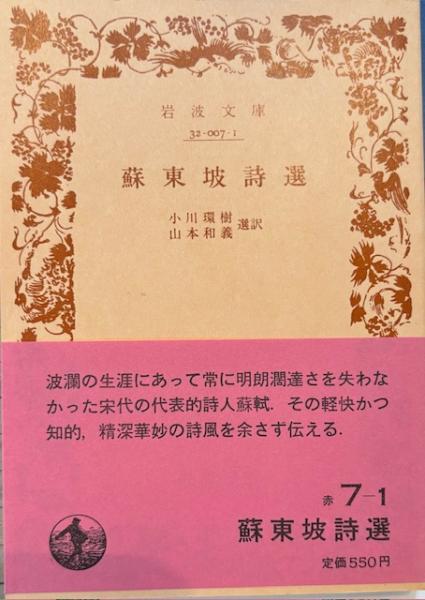 岩波文庫
32-007-1
蘇東坡詩選
小川環樹
山本和義 選訳
波瀾の生涯にあって常に明朗濶達さを失わな
かった宋代の代表的詩人蘇軾．その軽快かつ
知的，精深華妙の詩風を余さず伝える．
赤 7-1
蘇東坡詩選
定価550円